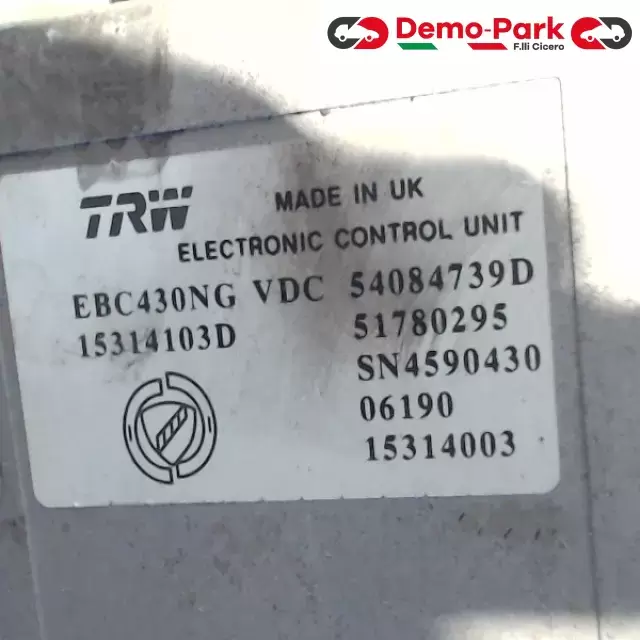 Demo-Park
F.lli Cicero
TRW
MADE IN UK
ELECTRONIC CONTROL UNIT
EBC430NG VDC 54084739D
15314103D 51780295
SN4590430
06190
15314003